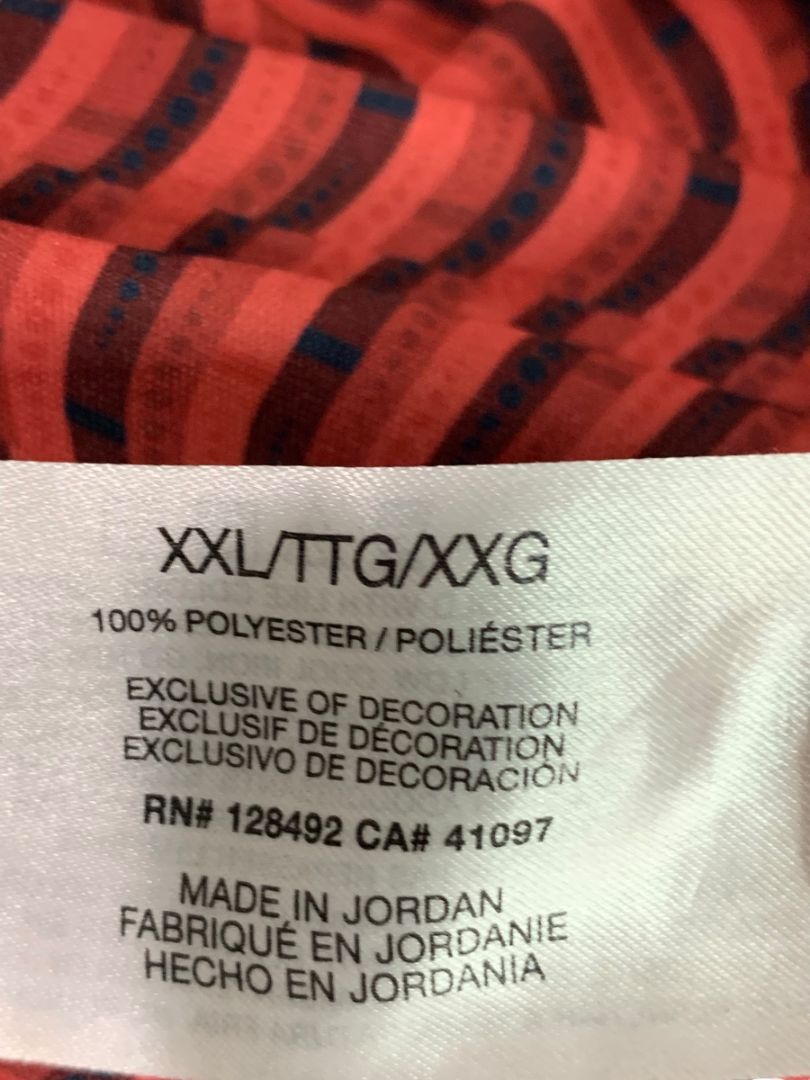 XXL/TTG/XXG
100% POLYESTER / POLIÉSTER
EXCLUSIVE OF DECORATION
EXCLUSIF DE DÉCORATION
EXCLUSIVO DE DECORACIÓN
RN# 128492 CA# 41097
MADE IN JORDAN
FABRIQUÉ EN JORDANIE
HECHO EN JORDANIA